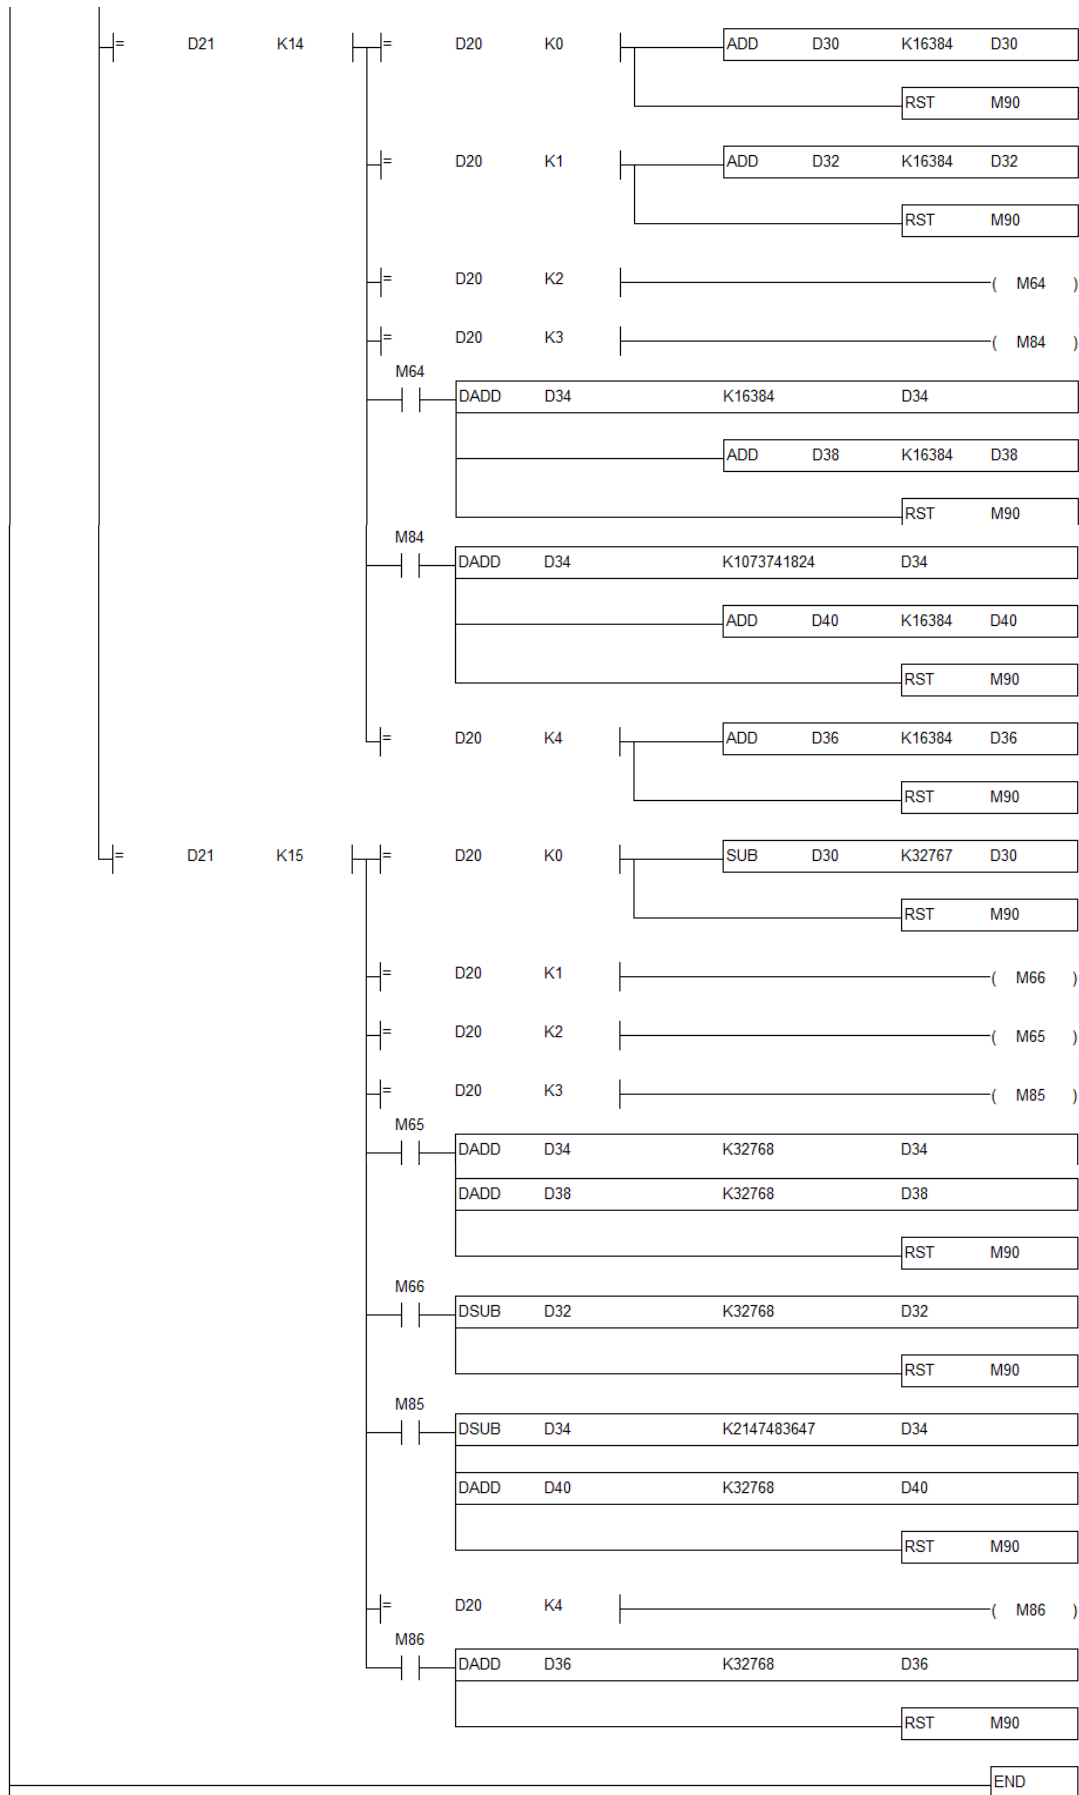 = D21 K14 = D20 K0 ADD D30 K16384 D30
RST M90
= D20 K1 ADD D32 K16384 D32
RST M90
= D20 K2 ( M64 )
= D20 K3 ( M84 )
M64
DADD D34 K16384 D34
ADD D38 K16384 D38
RST M90
M84
DADD D34 K1073741824 D34
ADD D40 K16384 D40
RST M90
= D20 K4 ADD D36 K16384 D36
RST M90
= D21 K15 = D20 K0 SUB D30 K32767 D30
RST M90
= D20 K1 ( M66 )
= D20 K2 ( M65 )
= D20 K3 ( M85 )
M65
DADD D34 K32768 D34
DADD D38 K32768 D38
RST M90
M66
DSUB D32 K32768 D32
RST M90
M85
DSUB D34 K2147483647 D34
DADD D40 K32768 D40
RST M90
= D20 K4 ( M86 )
M86
DADD D36 K32768 D36
RST M90
END